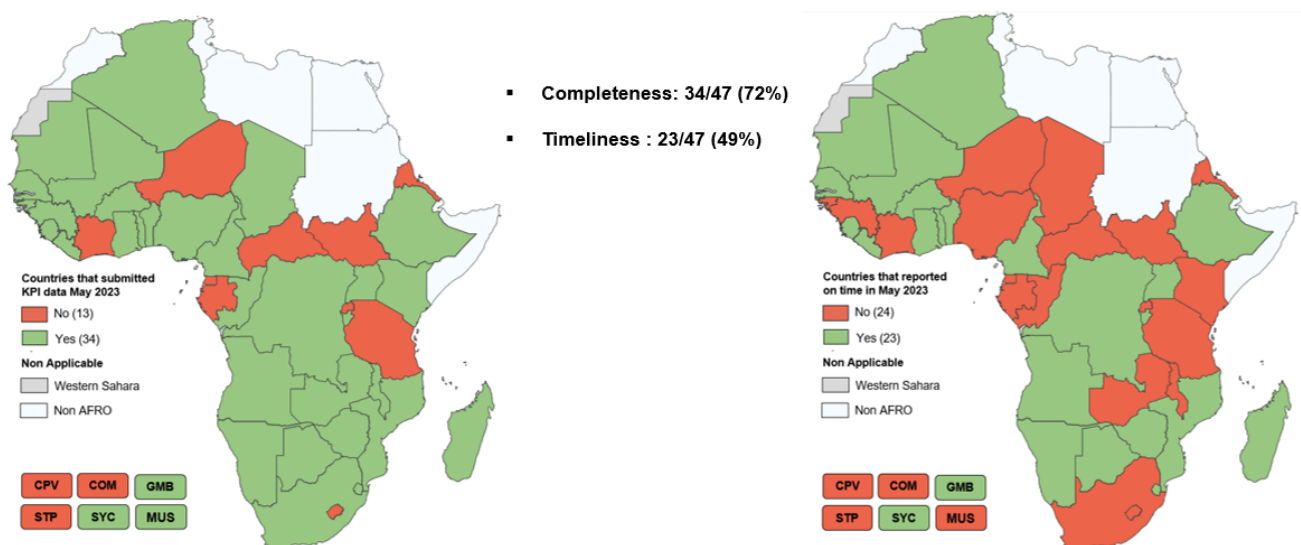 ▪ Completeness: 34/47 (72%)
▪ Timeliness : 23/47 (49%)
Countries that submitted
KPI data May 2023
No (13)
Yes (34)
Non Applicable
Western Sahara
Non AFRO
CPV COM GMB
STP SYC MUS
Countries that reported
on time in May 2023
No (24)
Yes (23)
Non Applicable
Western Sahara
Non AFRO
CPV COM GMB
STP SYC MUS